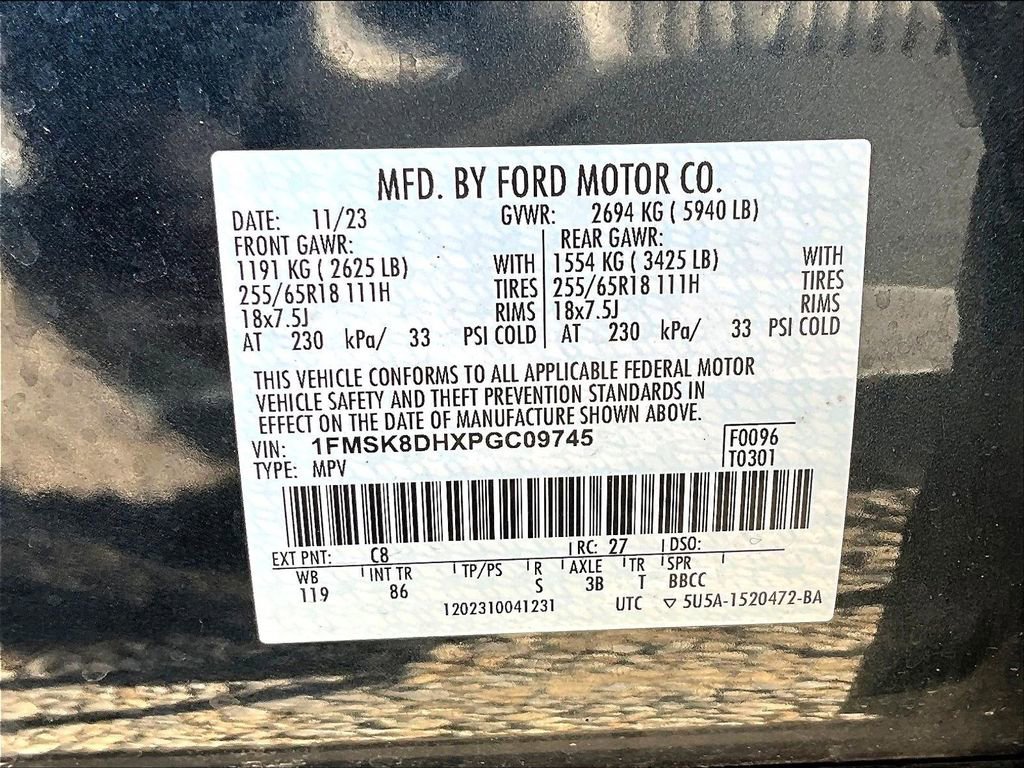 MFD. BY FORD MOTOR CO.
DATE: 11/23 GVWR: 2694 KG ( 5940 LB)
FRONT GAWR: REAR GAWR:
1191 KG ( 2625 LB) WITH 1554 KG ( 3425 LB) WITH
255/65R18 111H TIRES 255/65R18 111H TIRES
18x7.5J RIMS 18x7.5J RIMS
AT 230 kPa/ 33 PSI COLD AT 230 kPa/ 33 PSI COLD
THIS VEHICLE CONFORMS TO ALL APPLICABLE FEDERAL MOTOR
VEHICLE SAFETY AND THEFT PREVENTION STANDARDS IN
EFFECT ON THE DATE OF MANUFACTURE SHOWN ABOVE.
VIN: 1FMSK8DHXPGC09745 F0096
TYPE: MPV T0301
EXT PNT: C8 RC: 27 DSO:
WB INT TR TP/PS R AXLE TR SPR
119 86 S 3B T BBCC
1202310041231 UTC ▽ 5U5A-1520472-BA